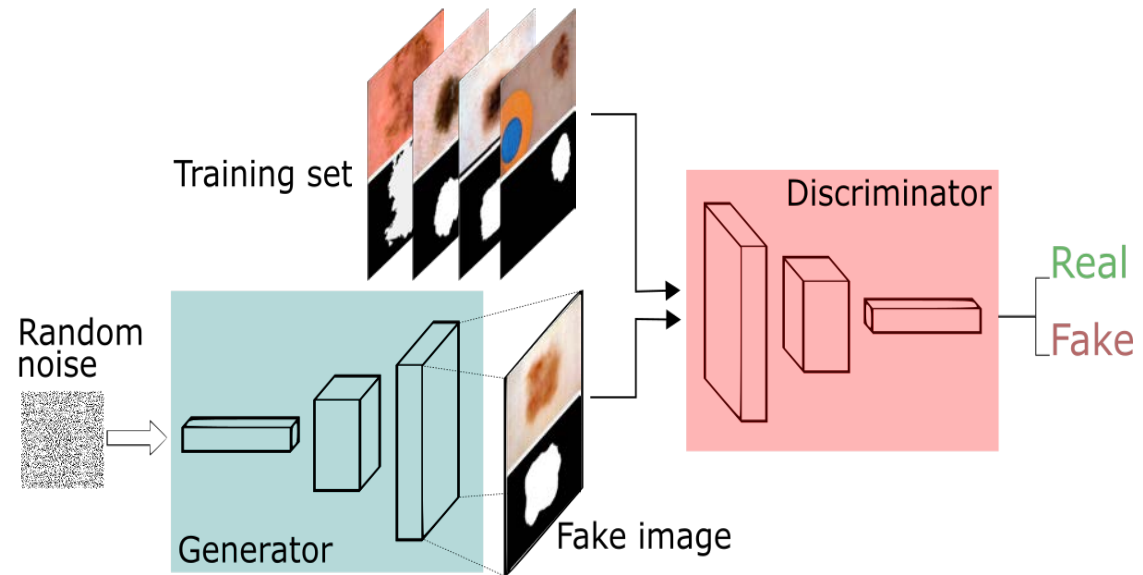 Training set
Discriminator
Real
Fake
Random
noise
Generator
Fake image